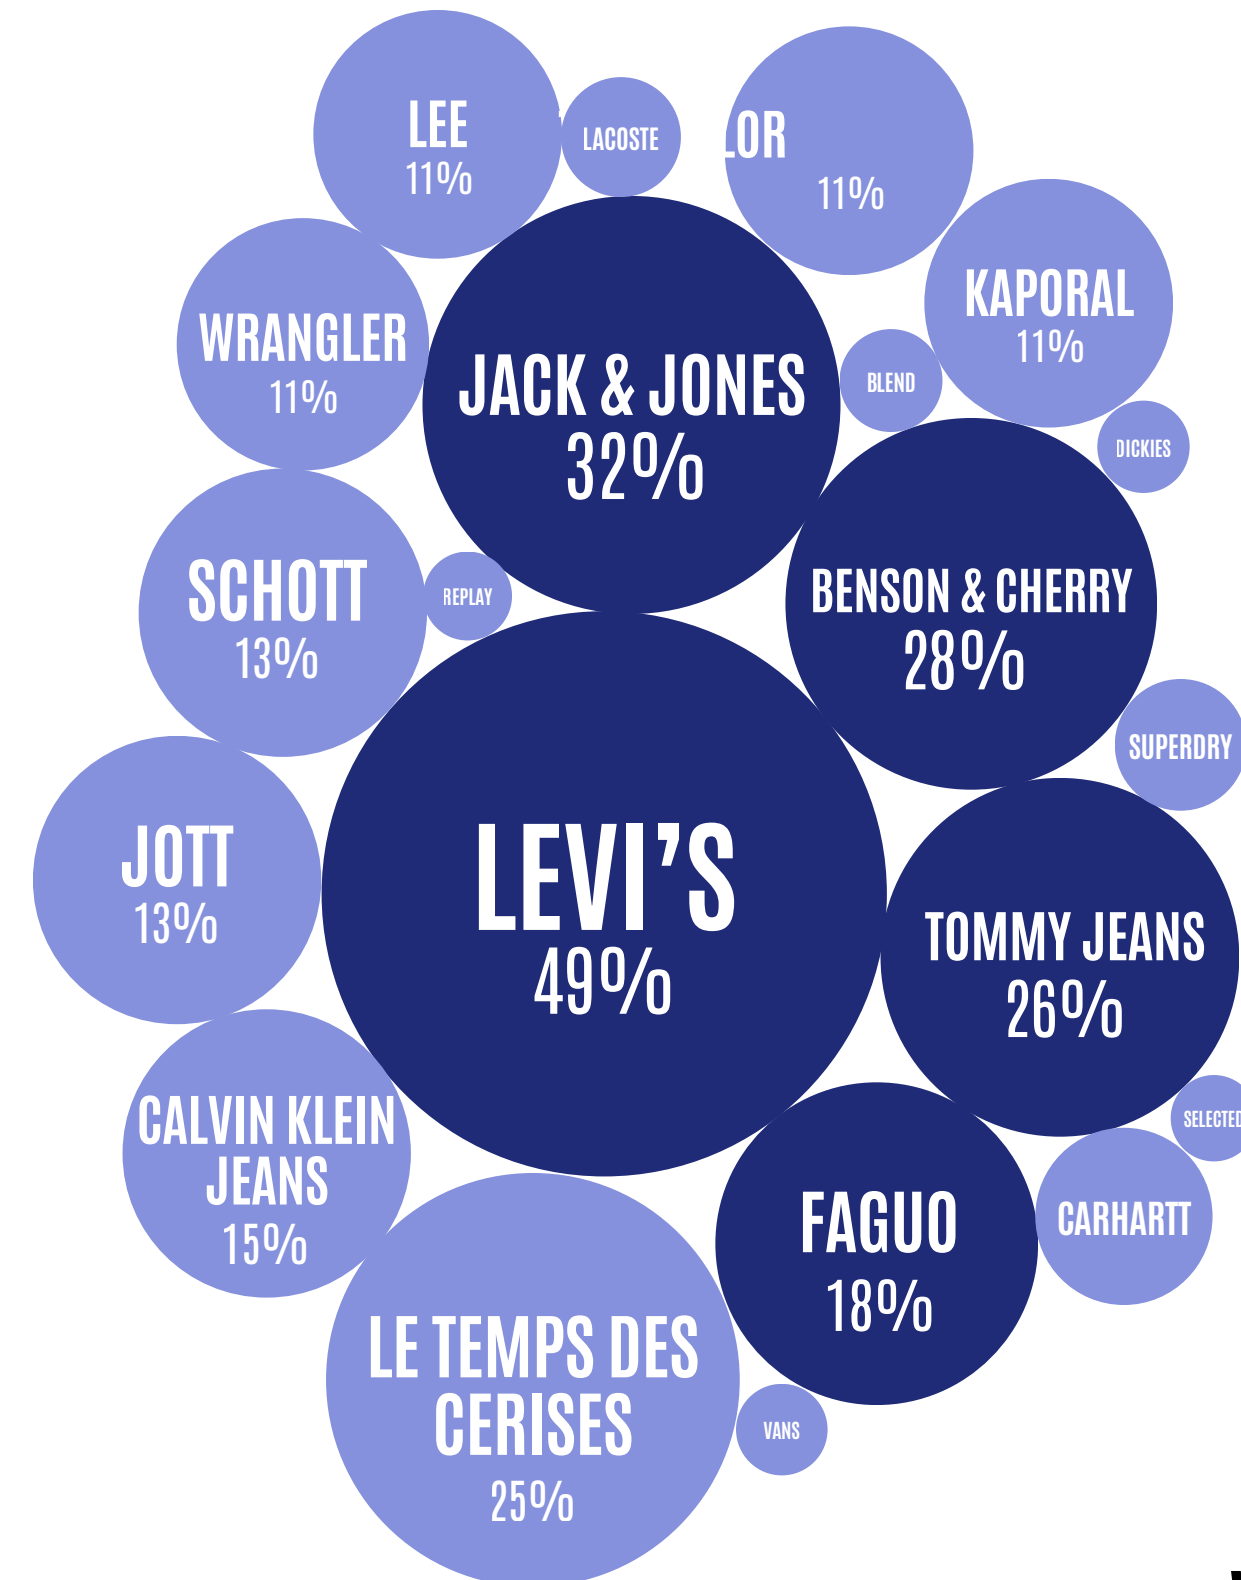 LEE
11%
LACOSTE
LOR
11%
KAPORAL
11%
WRANGLER
11%
JACK & JONES
32%
BLEND
DICKIES
SCHOTT
13%
REPLAY
BENSON & CHERRY
28%
SUPERDRY
JOTT
13%
LEVI’S
49%
TOMMY JEANS
26%
CALVIN KLEIN
JEANS
15%
SELECTED
FAGUO
18%
CARHARTT
LE TEMPS DES
CERISES
25%
VANS